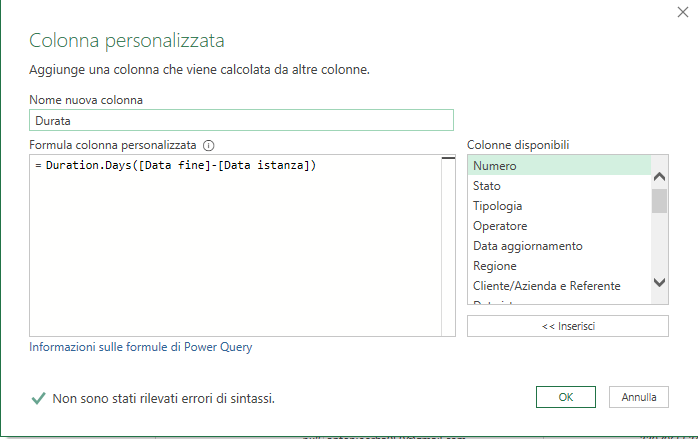 Colonna personalizzata
Aggiunge una colonna che viene calcolata da altre colonne.
Nome nuova colonna
Durata
Formula colonna personalizzata
Colonne disponibili
= Duration.Days([Data fine]-[Data istanza])
Numero
Stato
Tipologia
Operatore
Data aggiornamento
Regione
Cliente/Azienda e Referente
<< Inserisci
Informazioni sulle formule di Power Query
Non sono stati rilevati errori di sintassi.
OK
Annulla